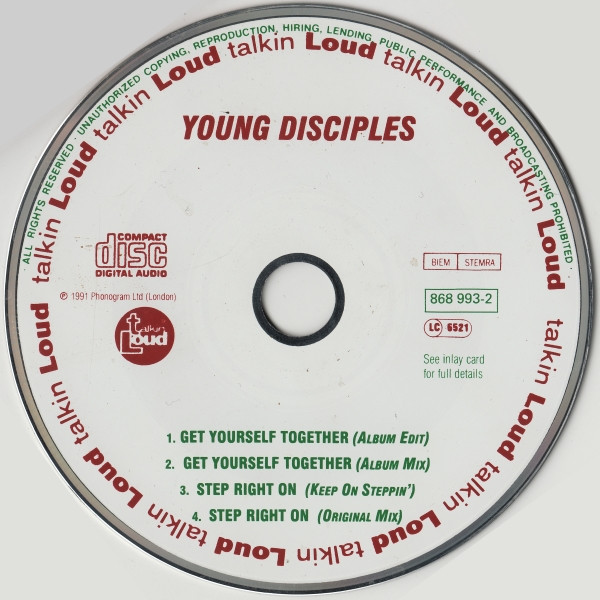 ALL RIGHTS RESERVED · UNAUTHORIZED COPYING, REPRODUCTION, HIRING, LENDING, PUBLIC PERFORMANCE AND BROADCASTING PROHIBITED ·
talkin Loud talkin Loud talkin Loud talkin Loud talkin Loud talkin Loud talkin Loud talkin Loud talkin Loud talkin Loud
YOUNG DISCIPLES
COMPACT
disc
DIGITAL AUDIO
BIEM STEMRA
℗ 1991 Phonogram Ltd (London)
868 993-2
talkin
Loud
LC 6521
See inlay card
for full details
1. GET YOURSELF TOGETHER (ALBUM EDIT)
2. GET YOURSELF TOGETHER (ALBUM MIX)
3. STEP RIGHT ON (KEEP ON STEPPIN')
4. STEP RIGHT ON (ORIGINAL MIX)